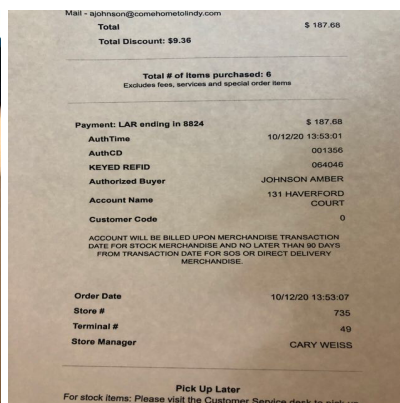 Mail - ajohnson@comehometolindy.com
Total $ 187.68
Total Discount: $9.36
Total # of items purchased: 6
Excludes fees, services and special order items
Payment: LAR ending in 8824 $ 187.68
AuthTime 10/12/20 13:53:01
AuthCD 001356
KEYED REFID 064046
Authorized Buyer JOHNSON AMBER
Account Name 131 HAVERFORD
COURT
Customer Code 0
ACCOUNT WILL BE BILLED UPON MERCHANDISE TRANSACTION
DATE FOR STOCK MERCHANDISE AND NO LATER THAN 90 DAYS
FROM TRANSACTION DATE FOR SOS OR DIRECT DELIVERY
MERCHANDISE.
Order Date 10/12/20 13:53:07
Store # 735
Terminal # 49
Store Manager CARY WEISS
Pick Up Later
For stock items: Please visit the Customer Service desk to pick up